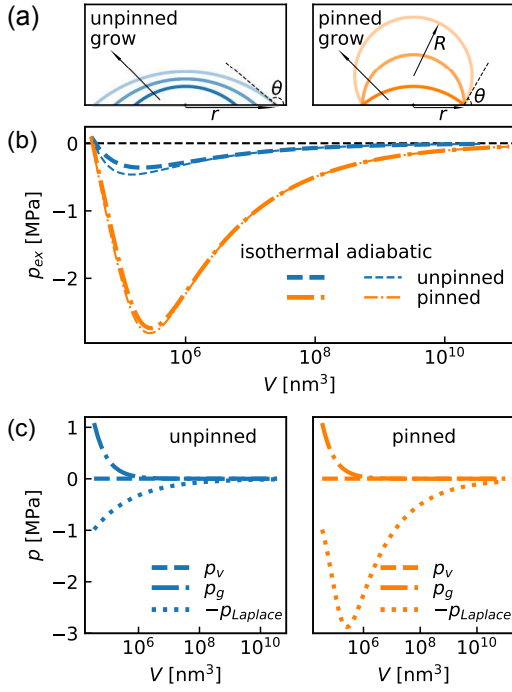 (a)
unpinned
grow
θ
r
pinned
grow
R
θ
r
(b)
0
−1
−2
p_Ex [MPa]
isothermal adiabatic
unpinned
pinned
10^6
10^8
10^10
V [nm^3]
(c)
1
0
−1
−2
−3
p [MPa]
unpinned
p_v
p_g
−p_Laplace
10^6
10^8
10^10
V [nm^3]
pinned
p_v
p_g
−p_Laplace
10^6
10^8
10^10
V [nm^3]